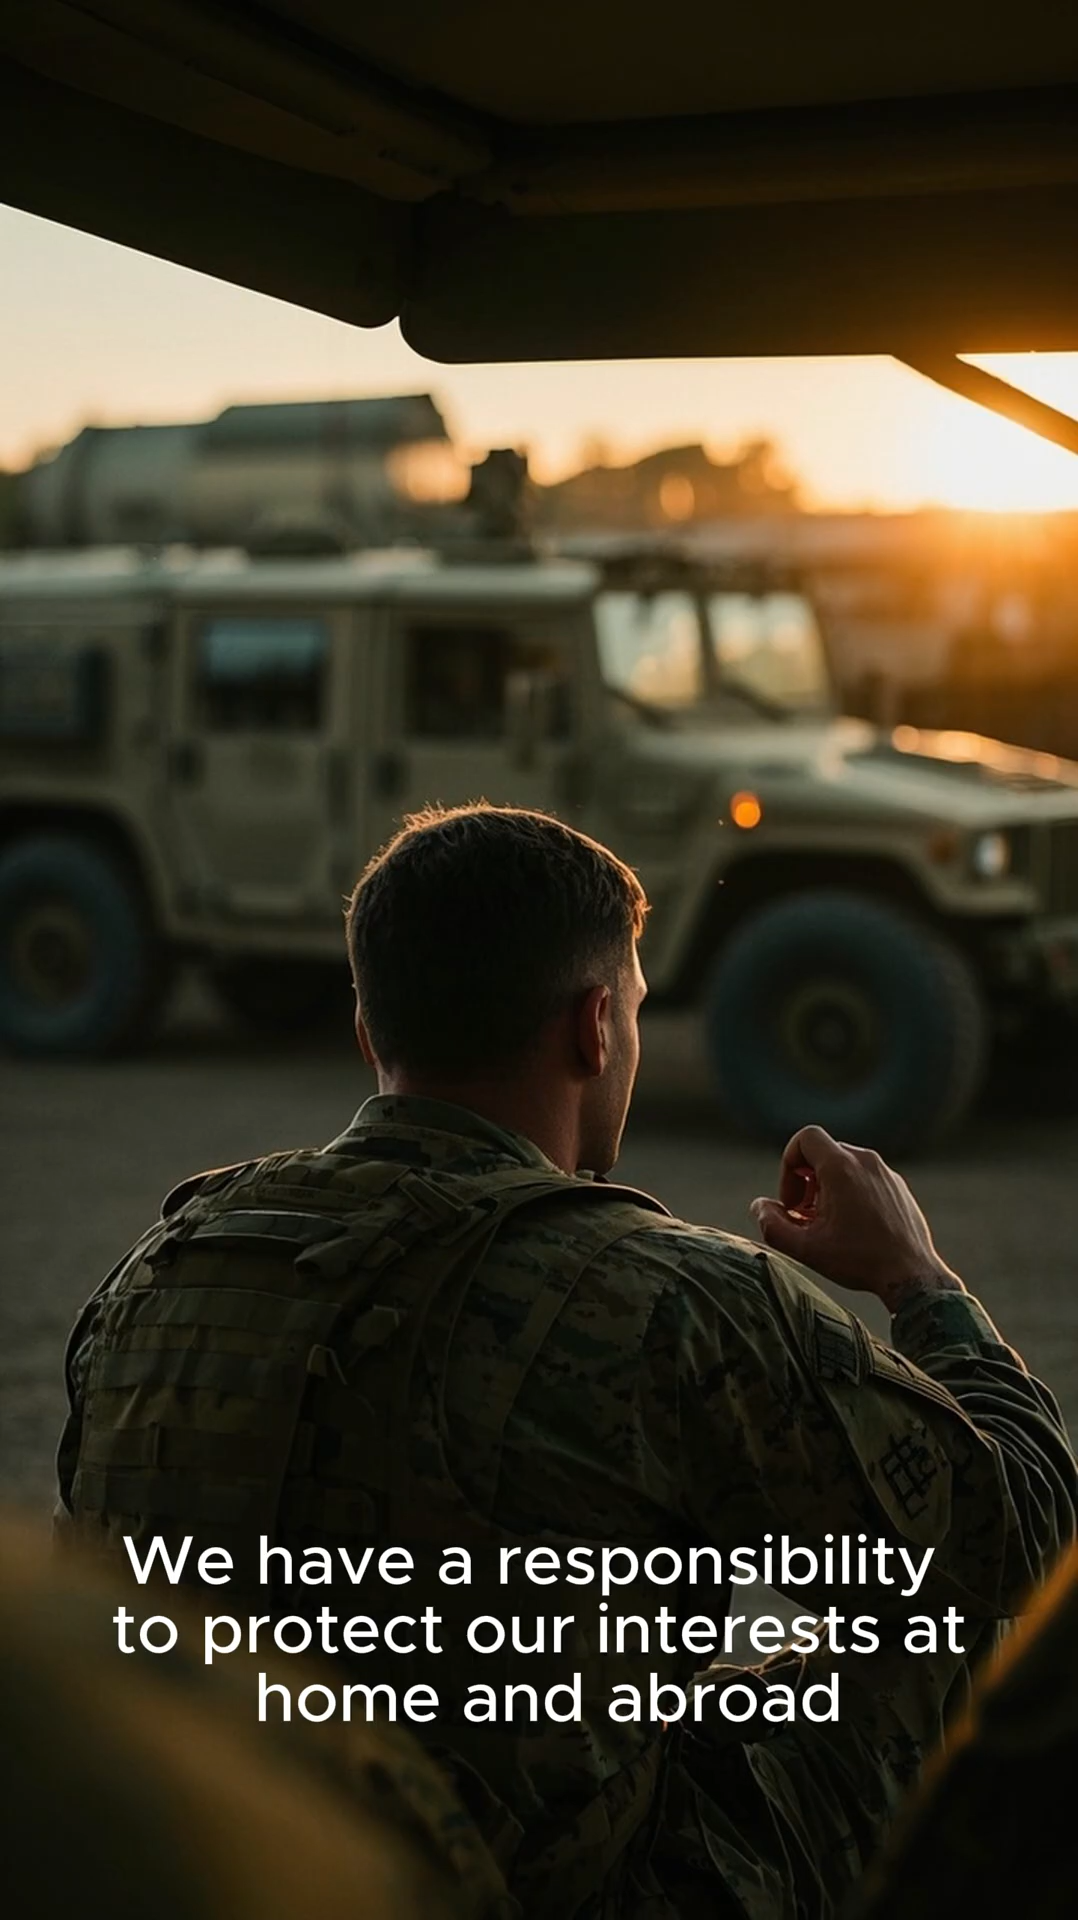 We have a responsibility
to protect our interests at
home and abroad